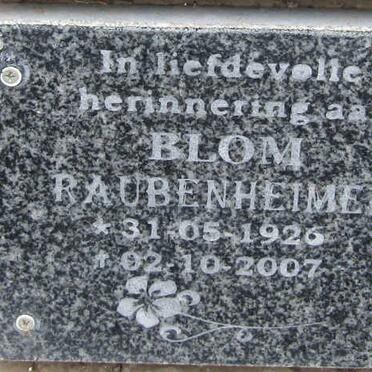 In liefdevolle
herinnering aa
BLOM
RAUBENHEIME
* 31-05-1926
† 02-10-2007